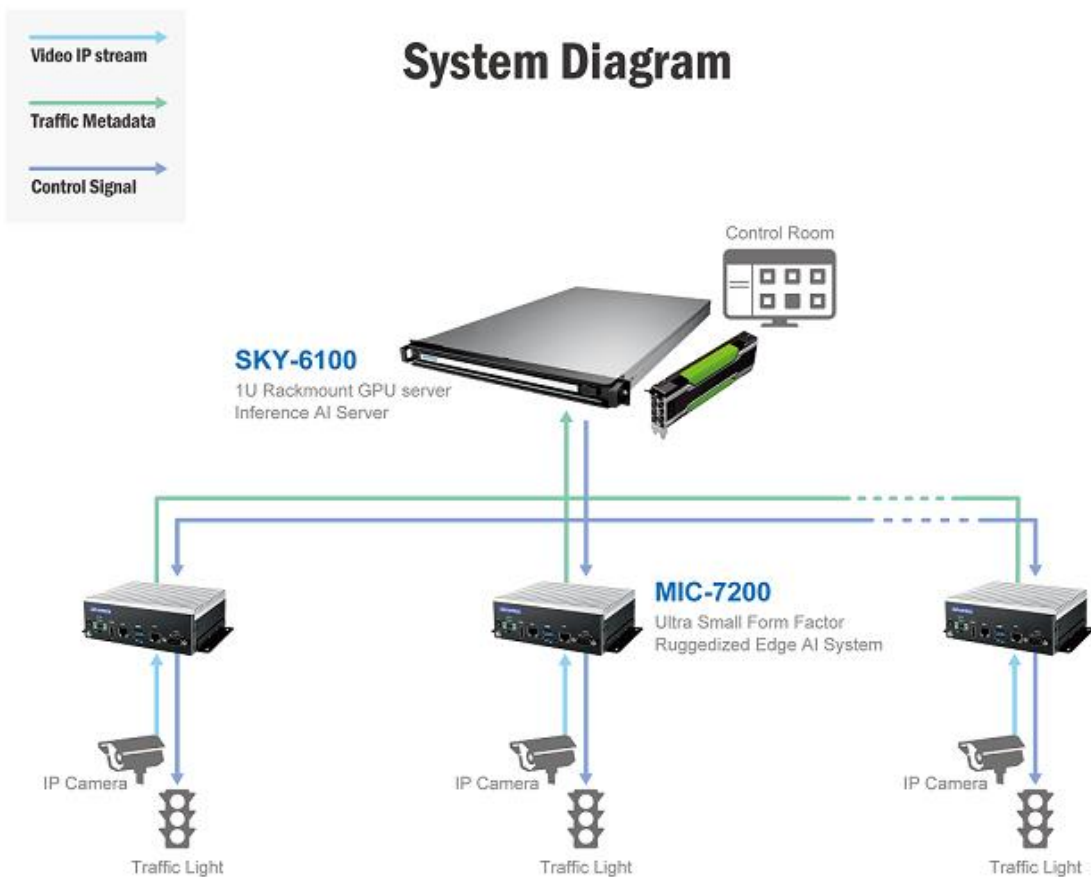 System Diagram
Video IP stream
Traffic Metadata
Control Signal
Control Room
SKY-6100
1U Rackmount GPU server
Inference AI Server
MIC-7200
Ultra Small Form Factor
Ruggedized Edge AI System
IP Camera
IP Camera
IP Camera
Traffic Light
Traffic Light
Traffic Light